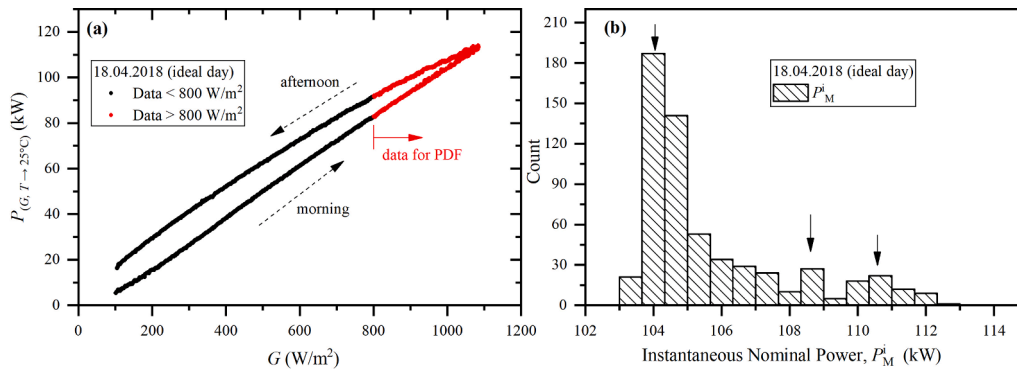 (a)
18.04.2018 (ideal day)
Data < 800 W/m²
Data > 800 W/m²
afternoon
morning
data for PDF
P(G, T → 25°C) (kW)
120
100
80
60
40
20
0
0 200 400 600 800 1000 1200
G (W/m²)
(b)
18.04.2018 (ideal day)
Pᵢᴹ
Count
210
180
150
120
90
60
30
0
102 104 106 108 110 112 114
Instantaneous Nominal Power, Pᵢᴹ (kW)